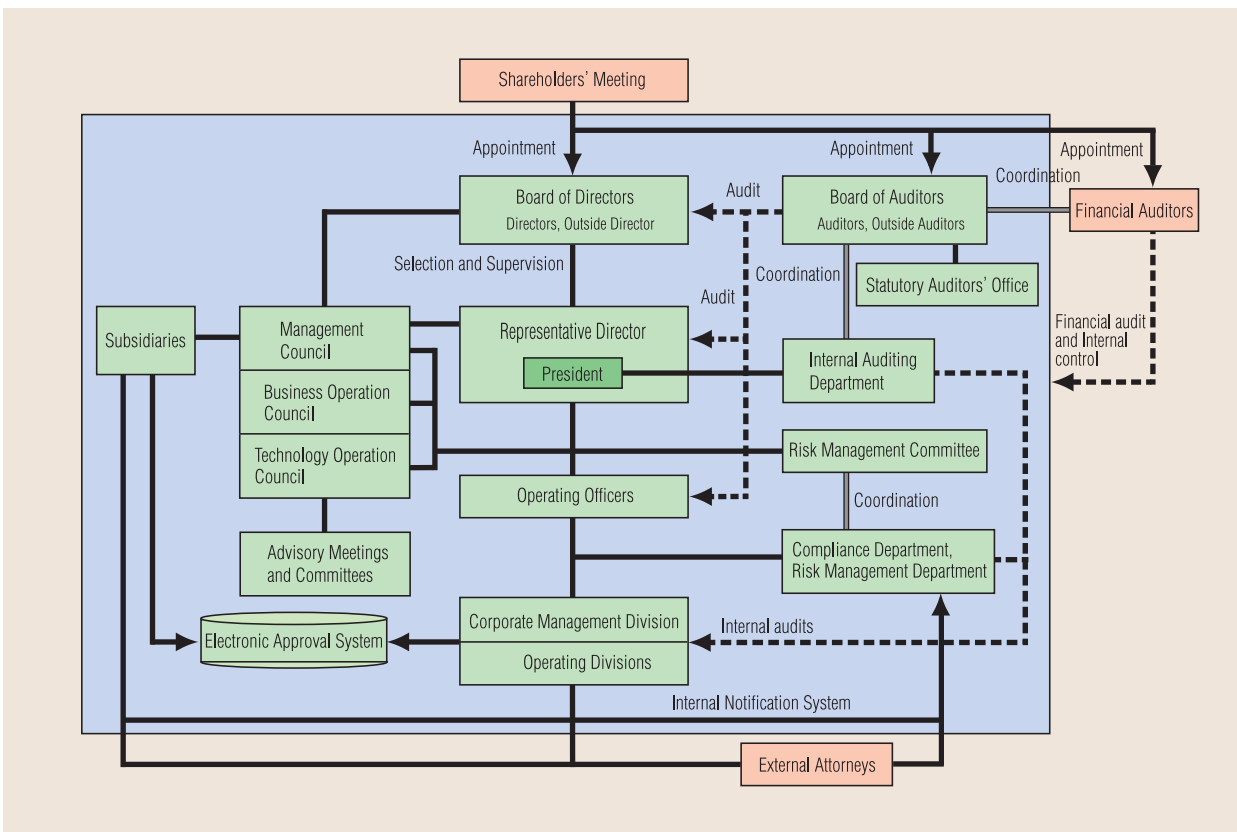 Shareholders' Meeting
Appointment
Appointment
Appointment
Coordination
Board of Directors
Directors, Outside Director
Audit
Board of Auditors
Auditors, Outside Auditors
Financial Auditors
Selection and Supervision
Coordination
Statutory Auditors' Office
Audit
Subsidiaries
Management
Council
Representative Director
President
Internal Auditing
Department
Financial audit
and Internal
control
Business Operation
Council
Technology Operation
Council
Risk Management Committee
Operating Officers
Coordination
Advisory Meetings
and Committees
Compliance Department,
Risk Management Department
Electronic Approval System
Corporate Management Division
Operating Divisions
Internal audits
Internal Notification System
External Attorneys